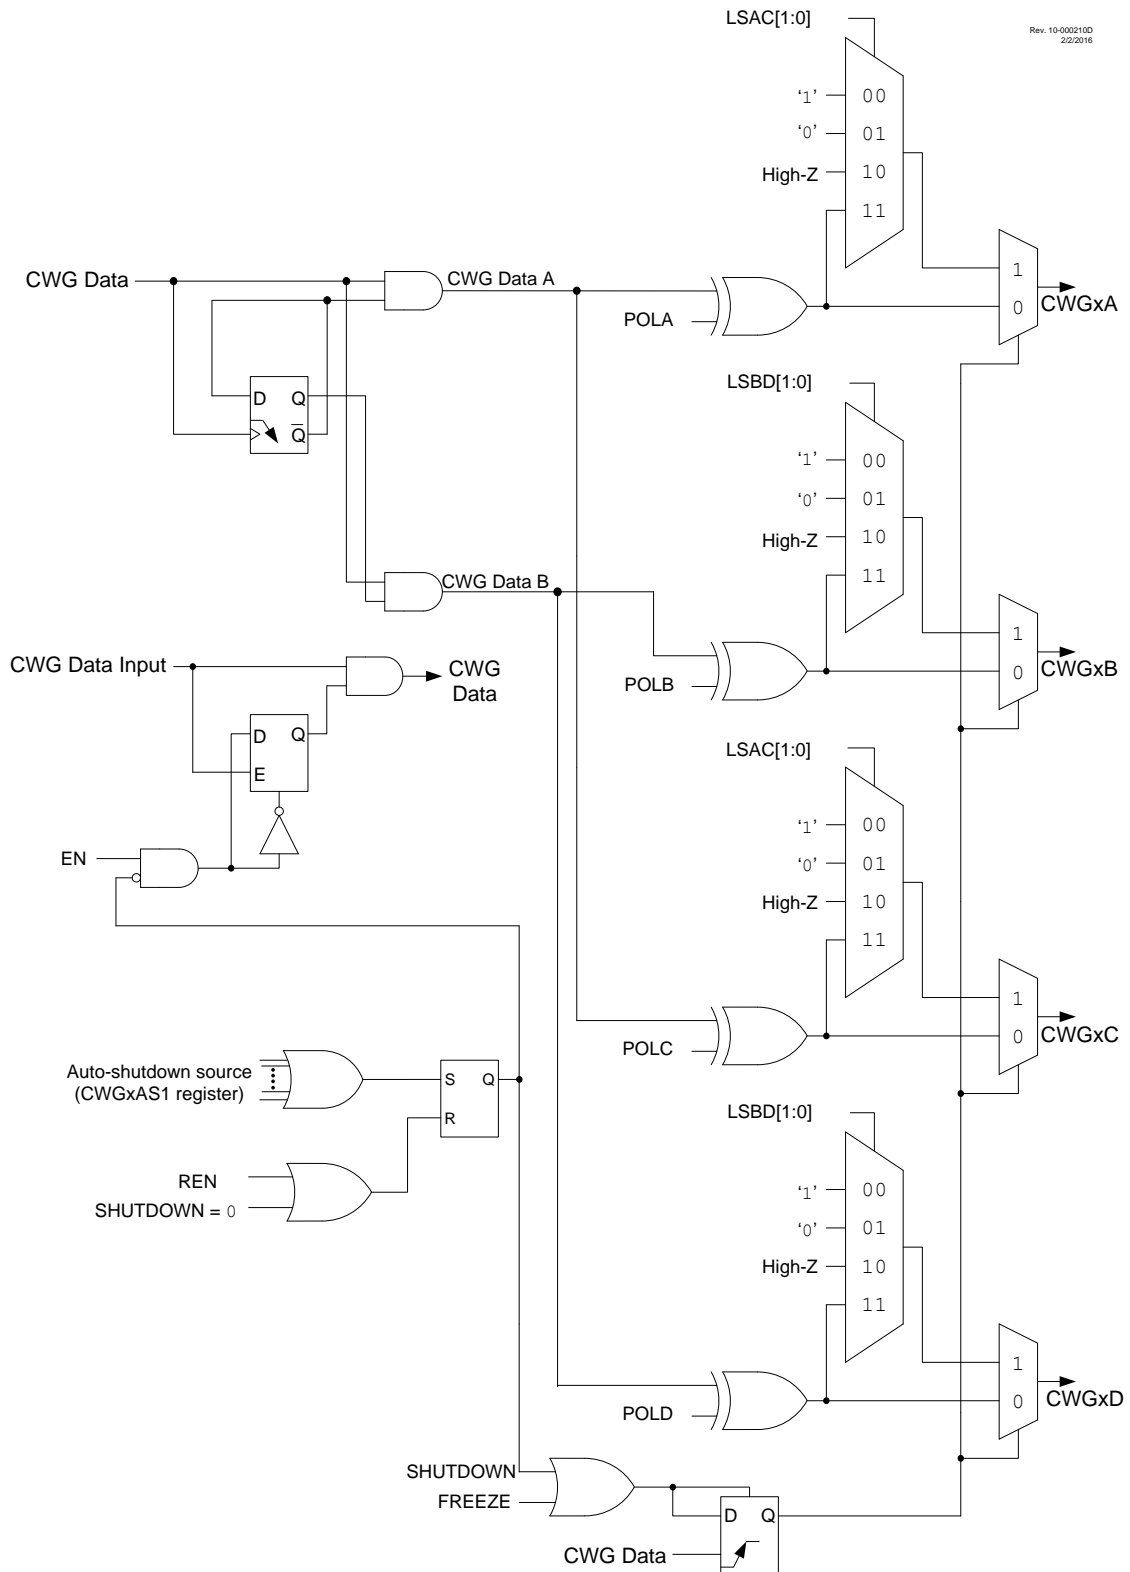 LSAC[1:0]
Rev. 10-000210D
2/2/2016
‘1’
00
‘0’
01
High-Z
10
11
CWG Data
CWG Data A
POLA
1
0
CWGxA
D
Q
Q
LSBD[1:0]
‘1’
00
‘0’
01
High-Z
10
11
CWG Data B
POLB
1
0
CWGxB
CWG Data Input
CWG
Data
D
Q
E
EN
LSAC[1:0]
‘1’
00
‘0’
01
High-Z
10
11
POLC
1
0
CWGxC
Auto-shutdown source
(CWGxAS1 register)
S
Q
R
REN
SHUTDOWN = 0
LSBD[1:0]
‘1’
00
‘0’
01
High-Z
10
11
POLD
1
0
CWGxD
SHUTDOWN
FREEZE
D
Q
CWG Data